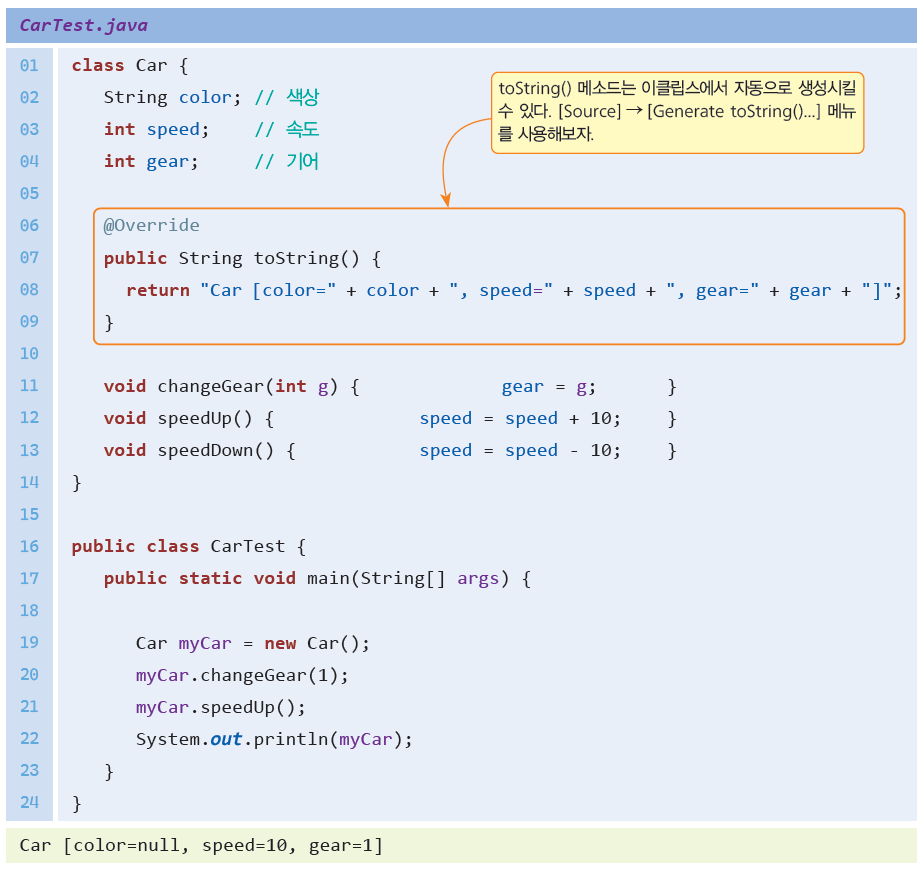 CarTest.java
01 class Car {
02 String color; // 색상
toString() 메소드는 이클립스에서 자동으로 생성시킬
수 있다. [Source] → [Generate toString()...] 메뉴
를 사용해보자.
03 int speed; // 속도
04 int gear; // 기어
05
06 @Override
07 public String toString() {
08 return "Car [color=" + color + ", speed=" + speed + ", gear=" + gear + "]";
09 }
10
11 void changeGear(int g) { gear = g; }
12 void speedUp() { speed = speed + 10; }
13 void speedDown() { speed = speed - 10; }
14 }
15
16 public class CarTest {
17 public static void main(String[] args) {
18
19 Car myCar = new Car();
20 myCar.changeGear(1);
21 myCar.speedUp();
22 System.out.println(myCar);
23 }
24 }
Car [color=null, speed=10, gear=1]